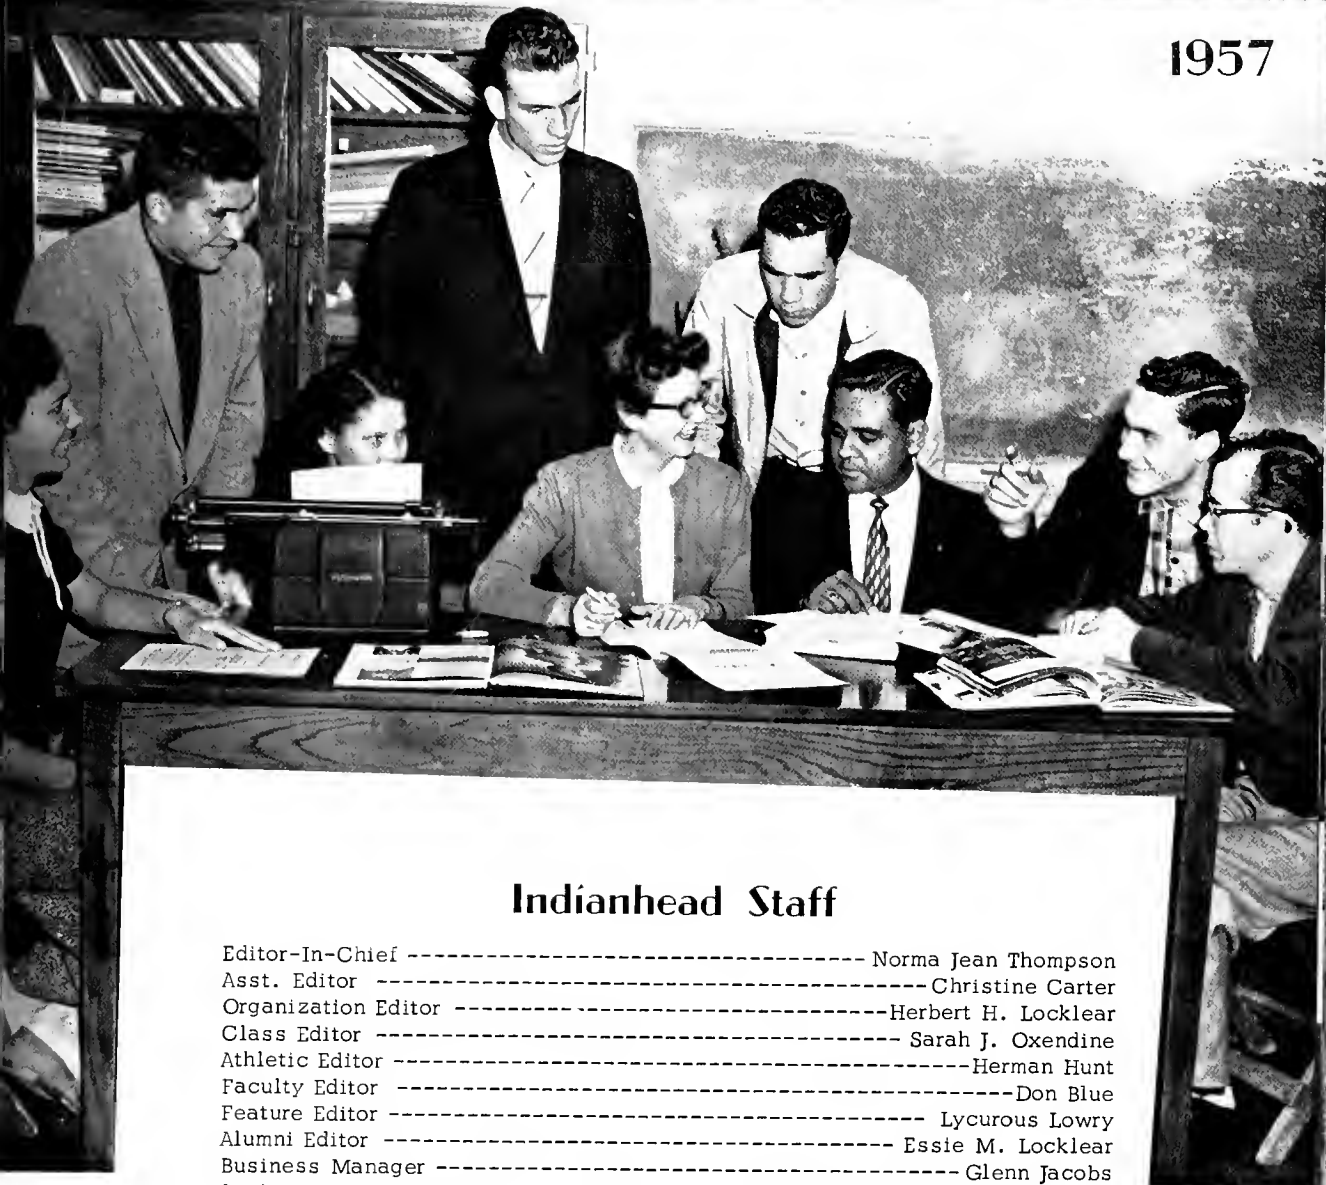 1957
Indianhead Staff
Editor-In-Chief ---------------------------------- Norma Jean Thompson
Asst. Editor ----------------------------------------- Christine Carter
Organization Editor -------------------------------- Herbert H. Locklear
Class Editor --------------------------------------- Sarah J. Oxendine
Athletic Editor ------------------------------------------- Herman Hunt
Faculty Editor ---------------------------------------------- Don Blue
Feature Editor ---------------------------------------- Lycurous Lowry
Alumni Editor -------------------------------------- Essie M. Locklear
Business Manager --------------------------------------- Glenn Jacobs